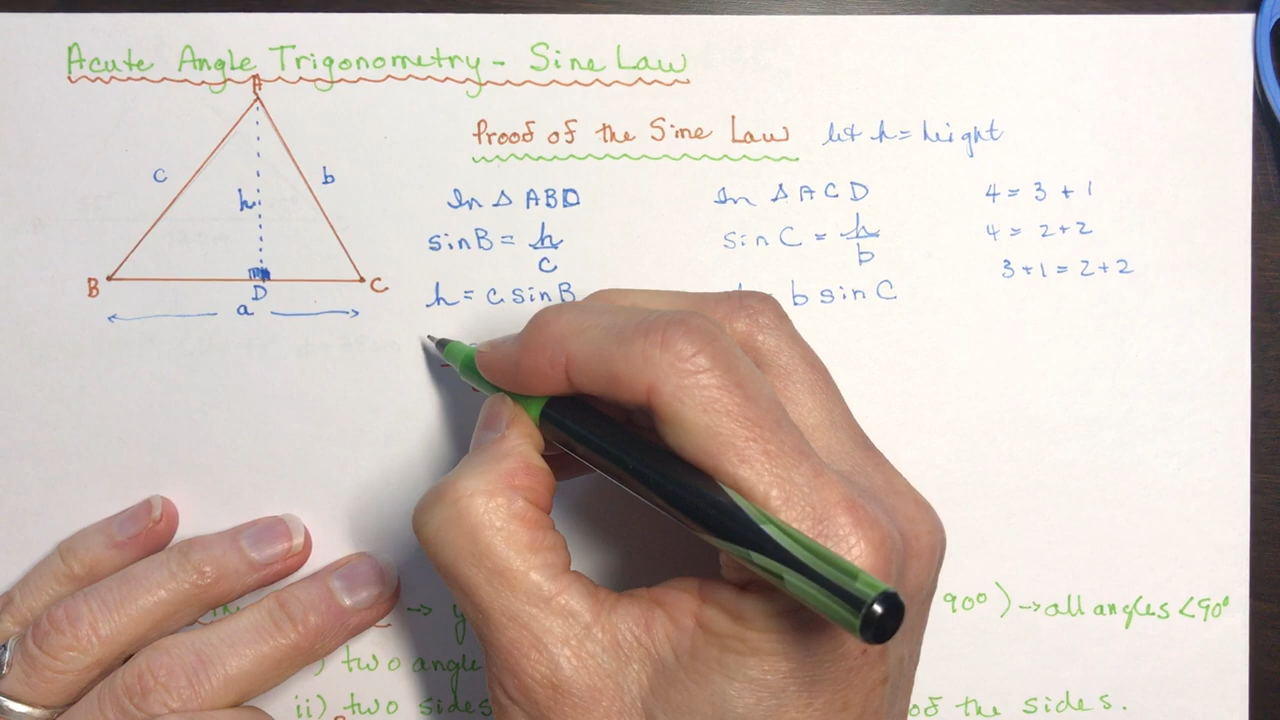 Acute Angle Trigonometry - Sine Law
A
Proof of the Sine Law let h = height
c
b
h
B
D
C
a
In Δ ABD
sin B = h/c
h = c sin B
In Δ ACD
sin C = h/b
b sin C
4 = 3 + 1
4 = 2 + 2
3 + 1 = 2 + 2
90°) → all angles < 90°
) two angle
ii) two sides of the sides.